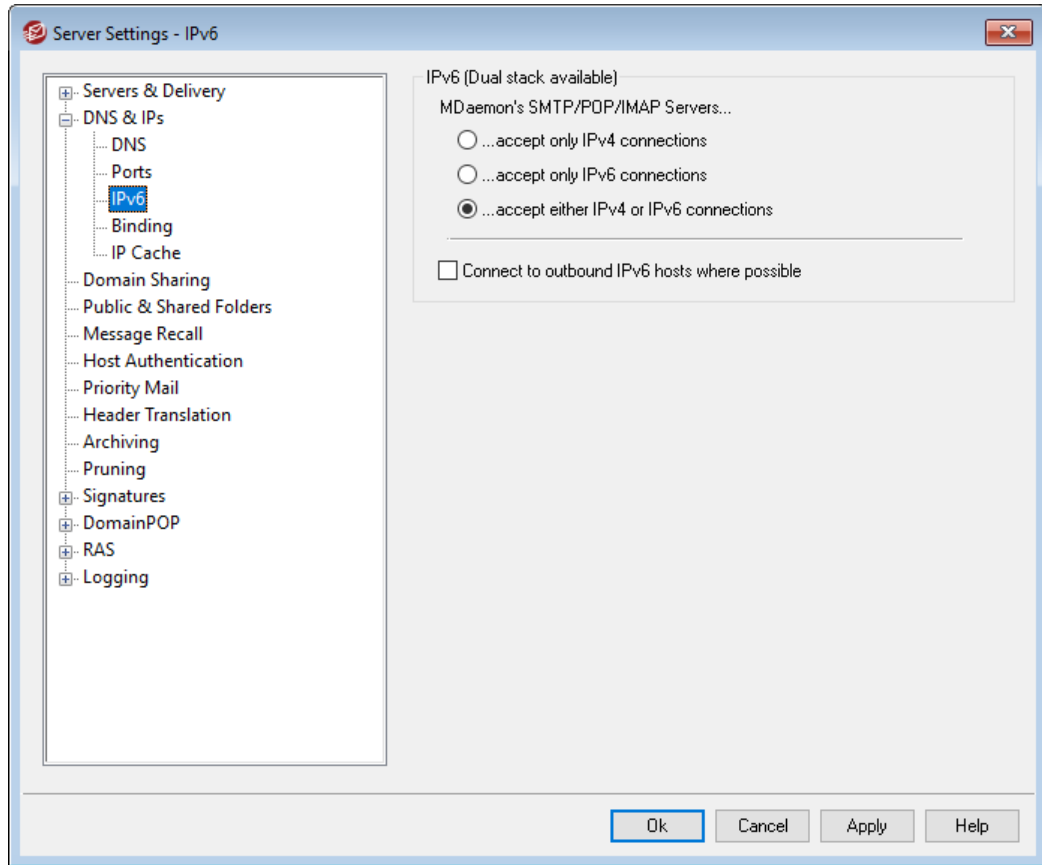 Server Settings - IPv6
Servers & Delivery
DNS & IPs
DNS
Ports
IPv6
Binding
IP Cache
Domain Sharing
Public & Shared Folders
Message Recall
Host Authentication
Priority Mail
Header Translation
Archiving
Pruning
Signatures
DomainPOP
RAS
Logging
IPv6 (Dual stack available)
MDaemon's SMTP/POP/IMAP Servers...
...accept only IPv4 connections
...accept only IPv6 connections
...accept either IPv4 or IPv6 connections
Connect to outbound IPv6 hosts where possible
Ok Cancel Apply Help